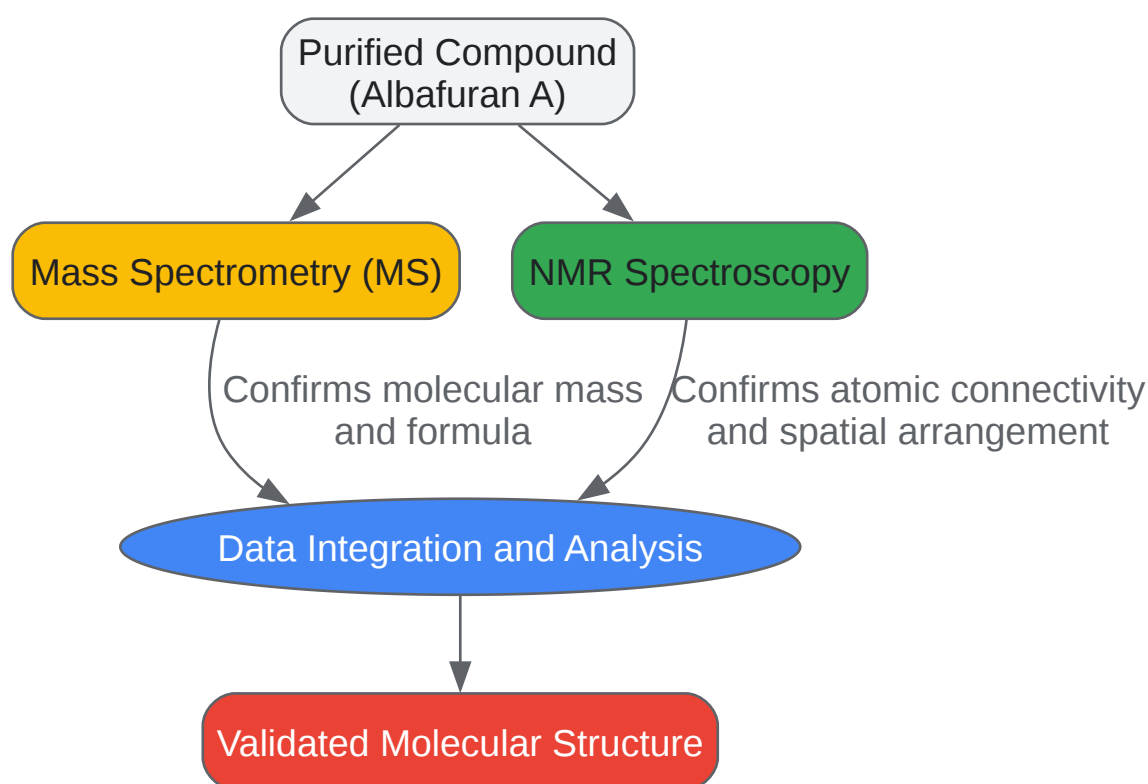 Purified Compound
(Albafuran A)
Mass Spectrometry (MS)
NMR Spectroscopy
Confirms molecular mass
and formula
Confirms atomic connectivity
and spatial arrangement
Data Integration and Analysis
Validated Molecular Structure